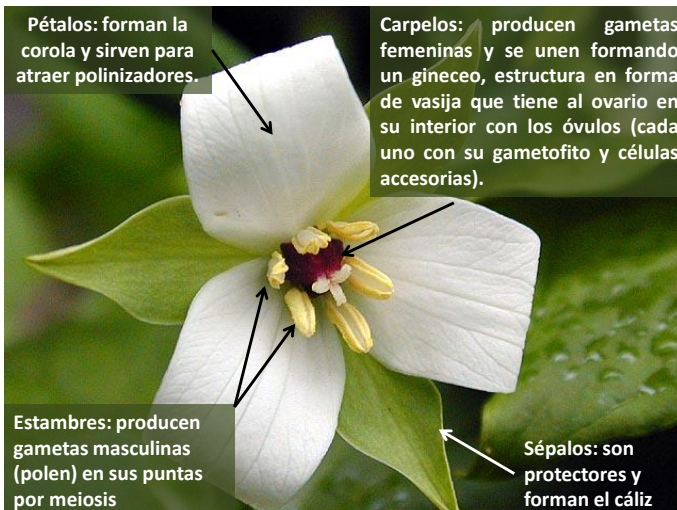 Pétalos: forman la
corola y sirven para
atraer polinizadores.
Carpelos: producen gametas
femeninas y se unen formando
un gineceo, estructura en forma
de vasija que tiene al ovario en
su interior con los óvulos (cada
uno con su gametofito y células
accesorias).
Estambres: producen
gametas masculinas
(polen) en sus puntas
por meiosis
Sépalos: son
protectores y
forman el cáliz